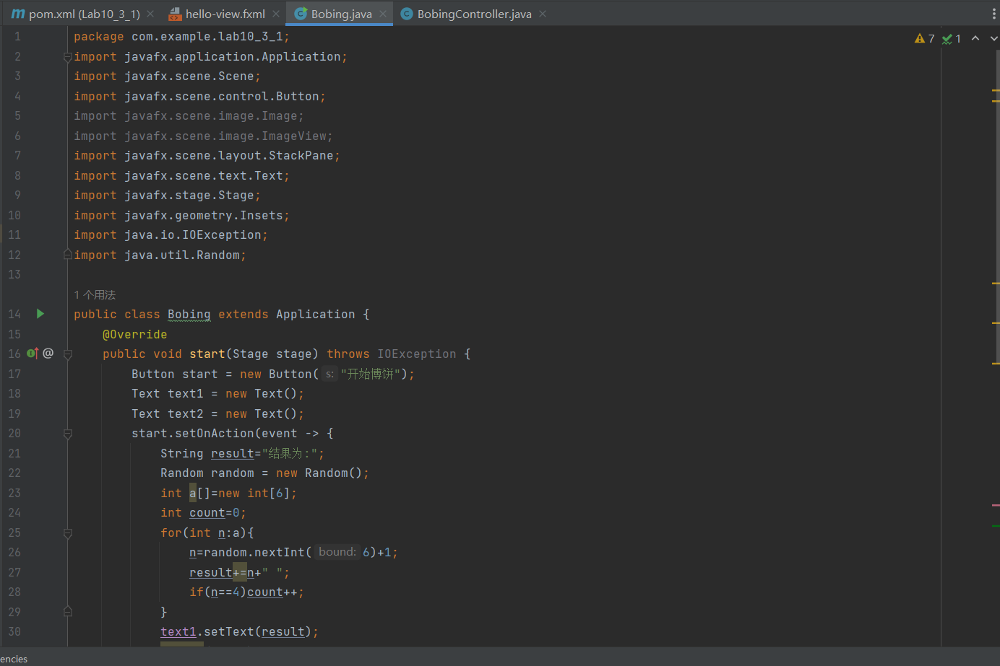 pom.xml (Lab10_3_1)
hello-view.fxml
Bobing.java
BobingController.java
7 1
1 package com.example.lab10_3_1;
2 import javafx.application.Application;
3 import javafx.scene.Scene;
4 import javafx.scene.control.Button;
5 import javafx.scene.image.Image;
6 import javafx.scene.image.ImageView;
7 import javafx.scene.layout.StackPane;
8 import javafx.scene.text.Text;
9 import javafx.stage.Stage;
10 import javafx.geometry.Insets;
11 import java.io.IOException;
12 import java.util.Random;
13
1 个用法
14 public class Bobing extends Application {
15 @Override
16 public void start(Stage stage) throws IOException {
17 Button start = new Button( s: "开始博饼");
18 Text text1 = new Text();
19 Text text2 = new Text();
20 start.setOnAction(event -> {
21 String result="结果为:";
22 Random random = new Random();
23 int a[]=new int[6];
24 int count=0;
25 for(int n:a){
26 n=random.nextInt( bound: 6)+1;
27 result+=n+" ";
28 if(n==4)count++;
29 }
30 text1.setText(result);
encies